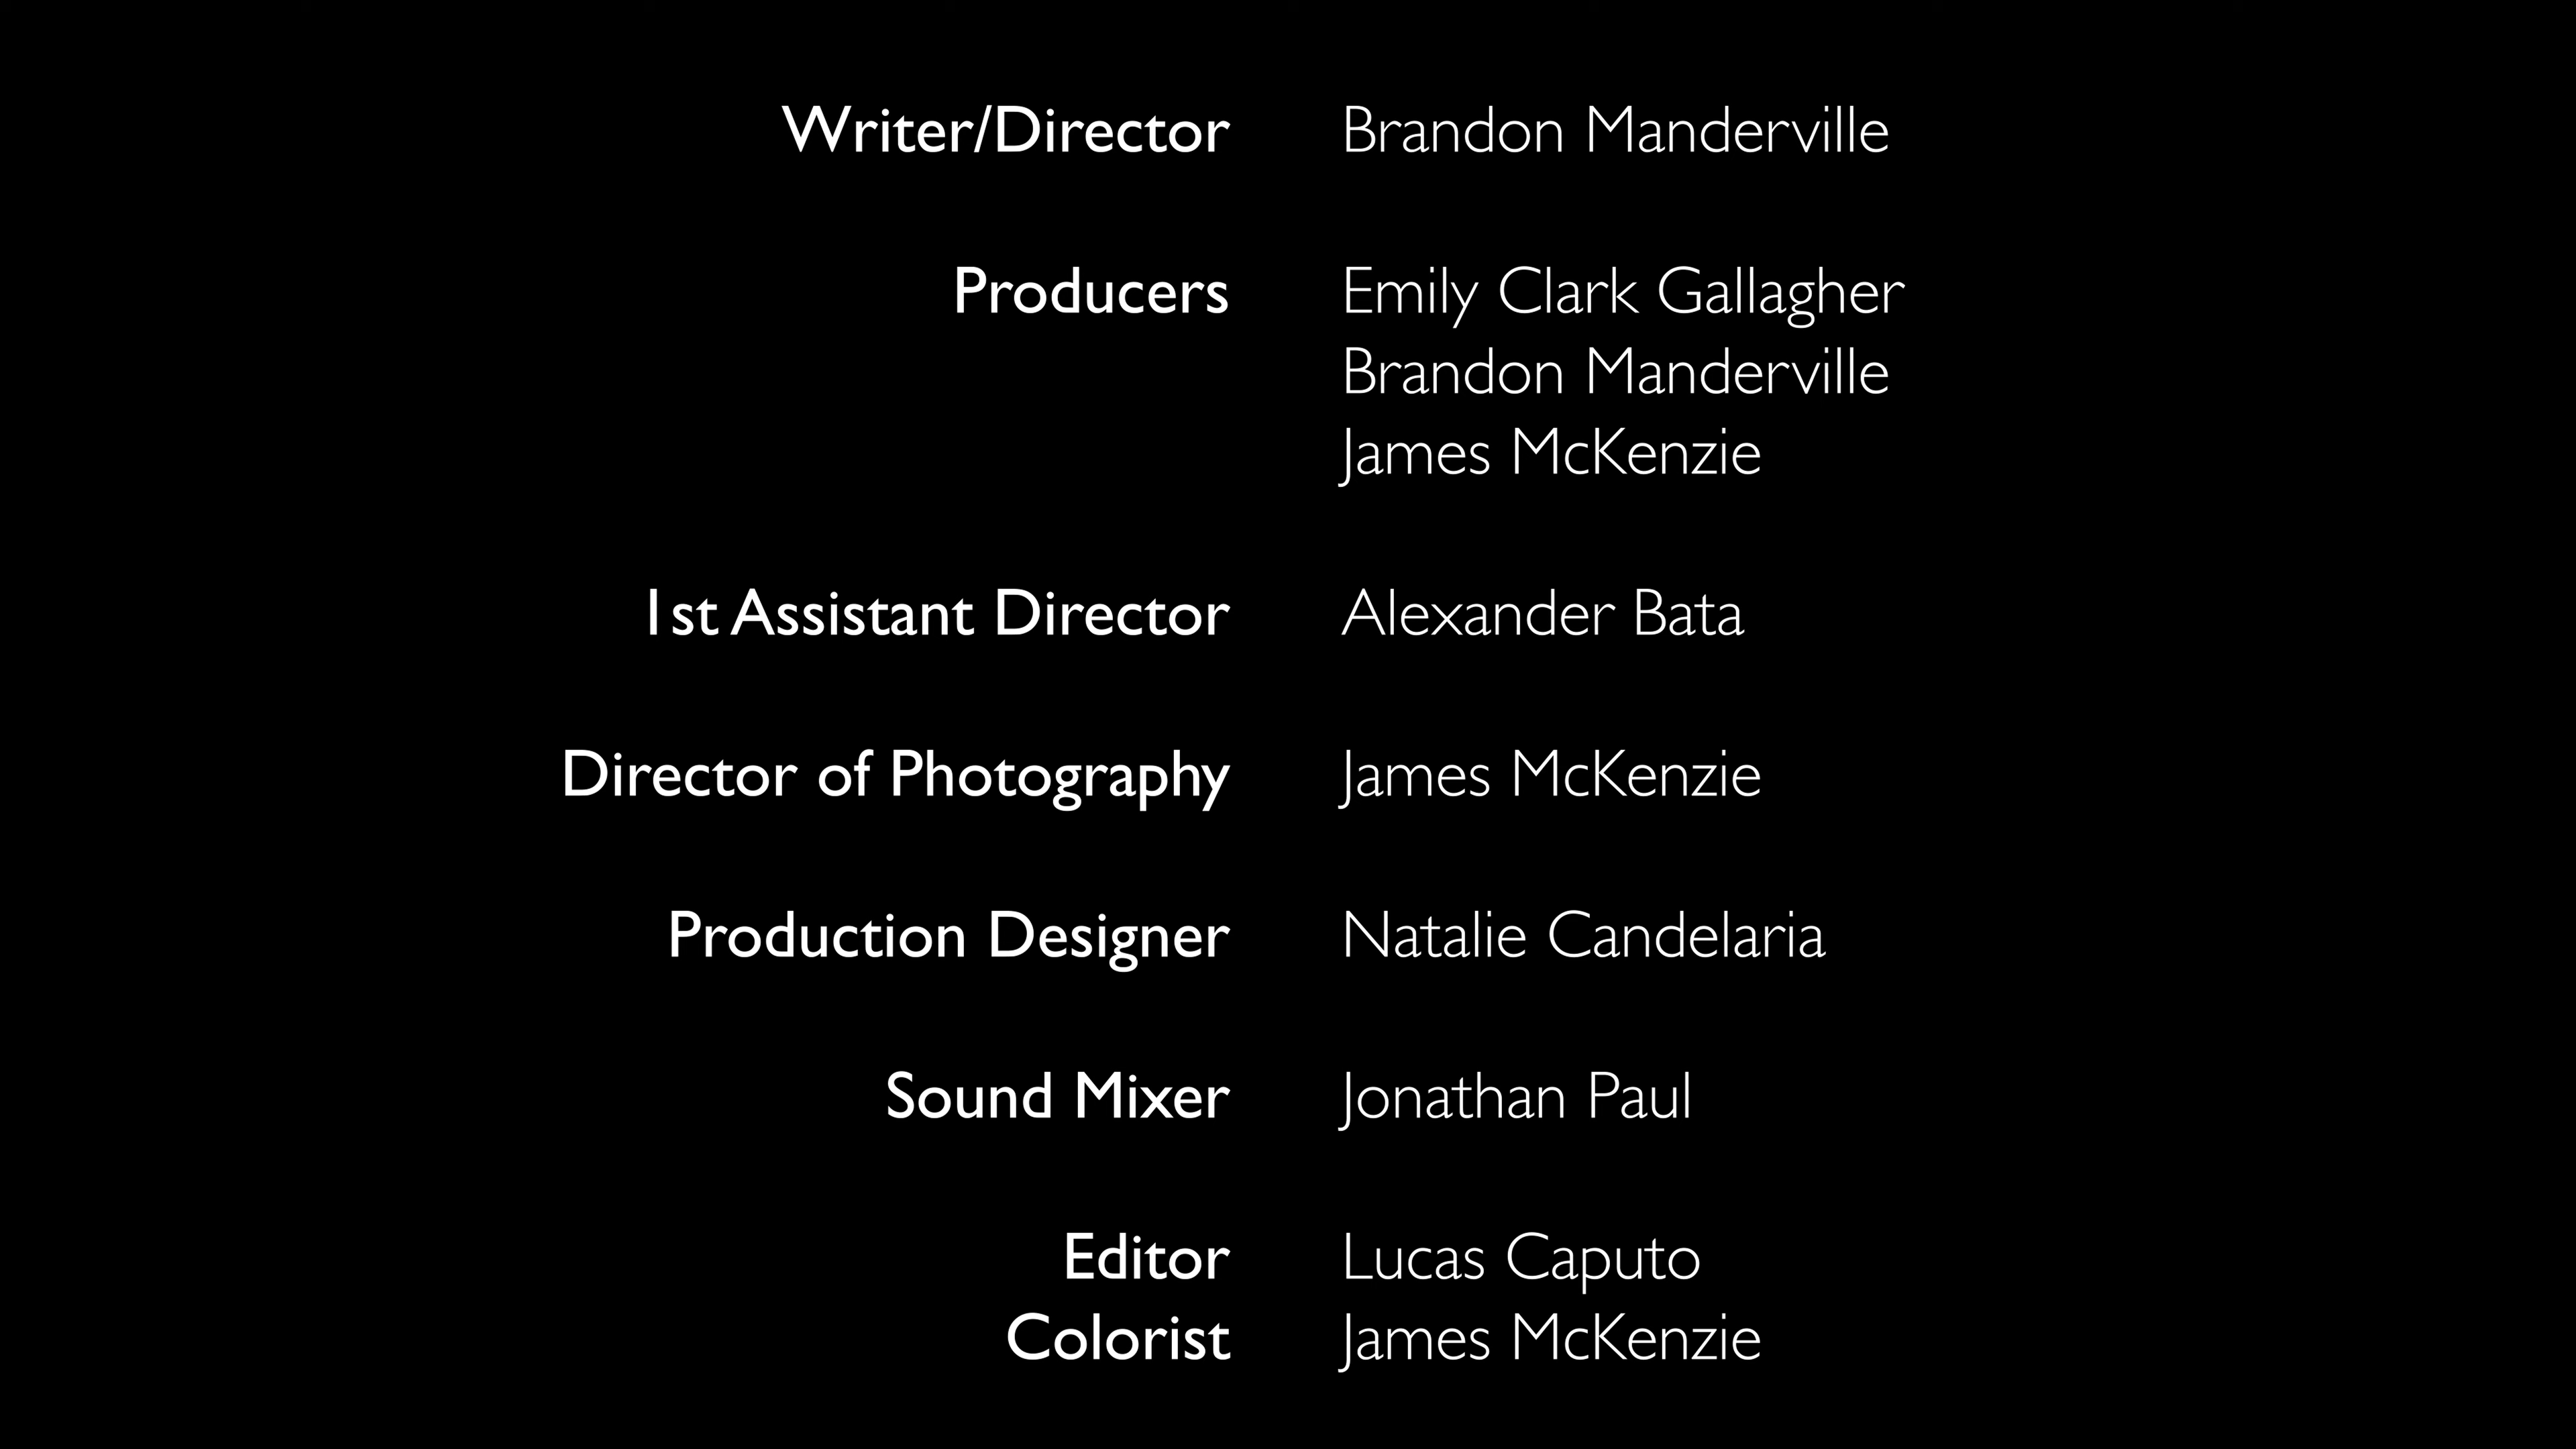 Writer/Director Brandon Manderville
Producers Emily Clark Gallagher
Brandon Manderville
James McKenzie
1st Assistant Director Alexander Bata
Director of Photography James McKenzie
Production Designer Natalie Candelaria
Sound Mixer Jonathan Paul
Editor Lucas Caputo
Colorist James McKenzie